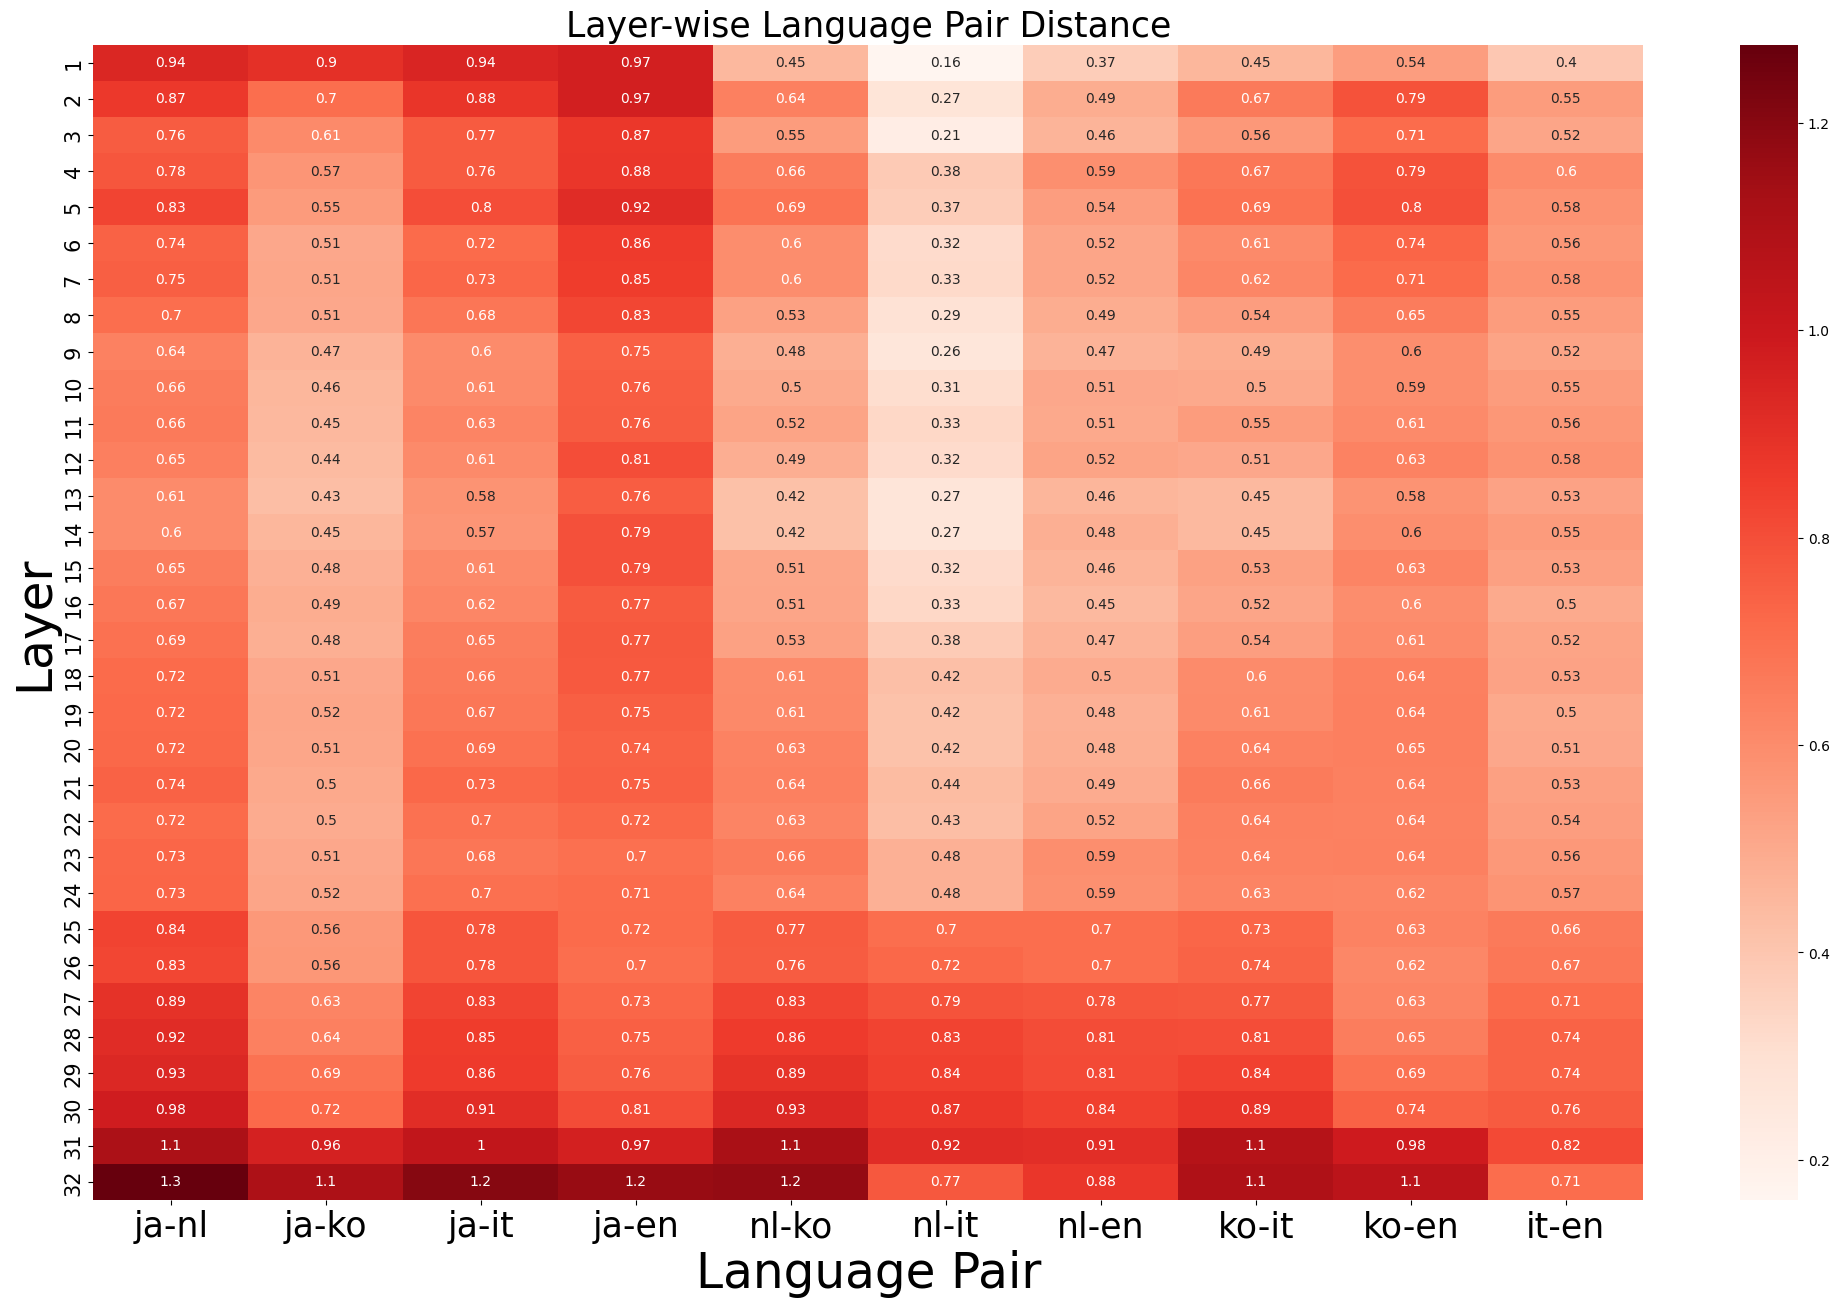 Layer-wise Language Pair Distance
1 0.94 0.9 0.94 0.97 0.45 0.16 0.37 0.45 0.54 0.4
2 0.87 0.7 0.88 0.97 0.64 0.27 0.49 0.67 0.79 0.55
3 0.76 0.61 0.77 0.87 0.55 0.21 0.46 0.56 0.71 0.52
4 0.78 0.57 0.76 0.88 0.66 0.38 0.59 0.67 0.79 0.6
5 0.83 0.55 0.8 0.92 0.69 0.37 0.54 0.69 0.8 0.58
6 0.74 0.51 0.72 0.86 0.6 0.32 0.52 0.61 0.74 0.56
7 0.75 0.51 0.73 0.85 0.6 0.33 0.52 0.62 0.71 0.58
8 0.7 0.51 0.68 0.83 0.53 0.29 0.49 0.54 0.65 0.55
9 0.64 0.47 0.6 0.75 0.48 0.26 0.47 0.49 0.6 0.52
10 0.66 0.46 0.61 0.76 0.5 0.31 0.51 0.5 0.59 0.55
11 0.66 0.45 0.63 0.76 0.52 0.33 0.51 0.55 0.61 0.56
12 0.65 0.44 0.61 0.81 0.49 0.32 0.52 0.51 0.63 0.58
13 0.61 0.43 0.58 0.76 0.42 0.27 0.46 0.45 0.58 0.53
14 0.6 0.45 0.57 0.79 0.42 0.27 0.48 0.45 0.6 0.55
15 0.65 0.48 0.61 0.79 0.51 0.32 0.46 0.53 0.63 0.53
16 0.67 0.49 0.62 0.77 0.51 0.33 0.45 0.52 0.6 0.5
17 0.69 0.48 0.65 0.77 0.53 0.38 0.47 0.54 0.61 0.52
18 0.72 0.51 0.66 0.77 0.61 0.42 0.5 0.6 0.64 0.53
19 0.72 0.52 0.67 0.75 0.61 0.42 0.48 0.61 0.64 0.5
20 0.72 0.51 0.69 0.74 0.63 0.42 0.48 0.64 0.65 0.51
21 0.74 0.5 0.73 0.75 0.64 0.44 0.49 0.66 0.64 0.53
22 0.72 0.5 0.7 0.72 0.63 0.43 0.52 0.64 0.64 0.54
23 0.73 0.51 0.68 0.7 0.66 0.48 0.59 0.64 0.64 0.56
24 0.73 0.52 0.7 0.71 0.64 0.48 0.59 0.63 0.62 0.57
25 0.84 0.56 0.78 0.72 0.77 0.7 0.7 0.73 0.63 0.66
26 0.83 0.56 0.78 0.7 0.76 0.72 0.7 0.74 0.62 0.67
27 0.89 0.63 0.83 0.73 0.83 0.79 0.78 0.77 0.63 0.71
28 0.92 0.64 0.85 0.75 0.86 0.83 0.81 0.81 0.65 0.74
29 0.93 0.69 0.86 0.76 0.89 0.84 0.81 0.84 0.69 0.74
30 0.98 0.72 0.91 0.81 0.93 0.87 0.84 0.89 0.74 0.76
31 1.1 0.96 1 0.97 1.1 0.92 0.91 1.1 0.98 0.82
32 1.3 1.1 1.2 1.2 1.2 0.77 0.88 1.1 1.1 0.71
ja-nl ja-ko ja-it ja-en nl-ko nl-it nl-en ko-it ko-en it-en
Layer
Language Pair
1.2
1.0
0.8
0.6
0.4
0.2